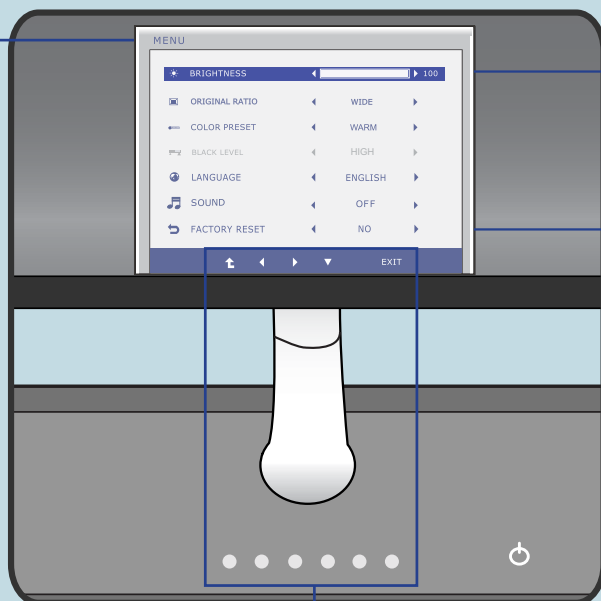 MENU
BRIGHTNESS 100
ORIGINAL RATIO WIDE
COLOR PRESET WARM
BLACK LEVEL HIGH
LANGUAGE ENGLISH
SOUND OFF
FACTORY RESET NO
EXIT